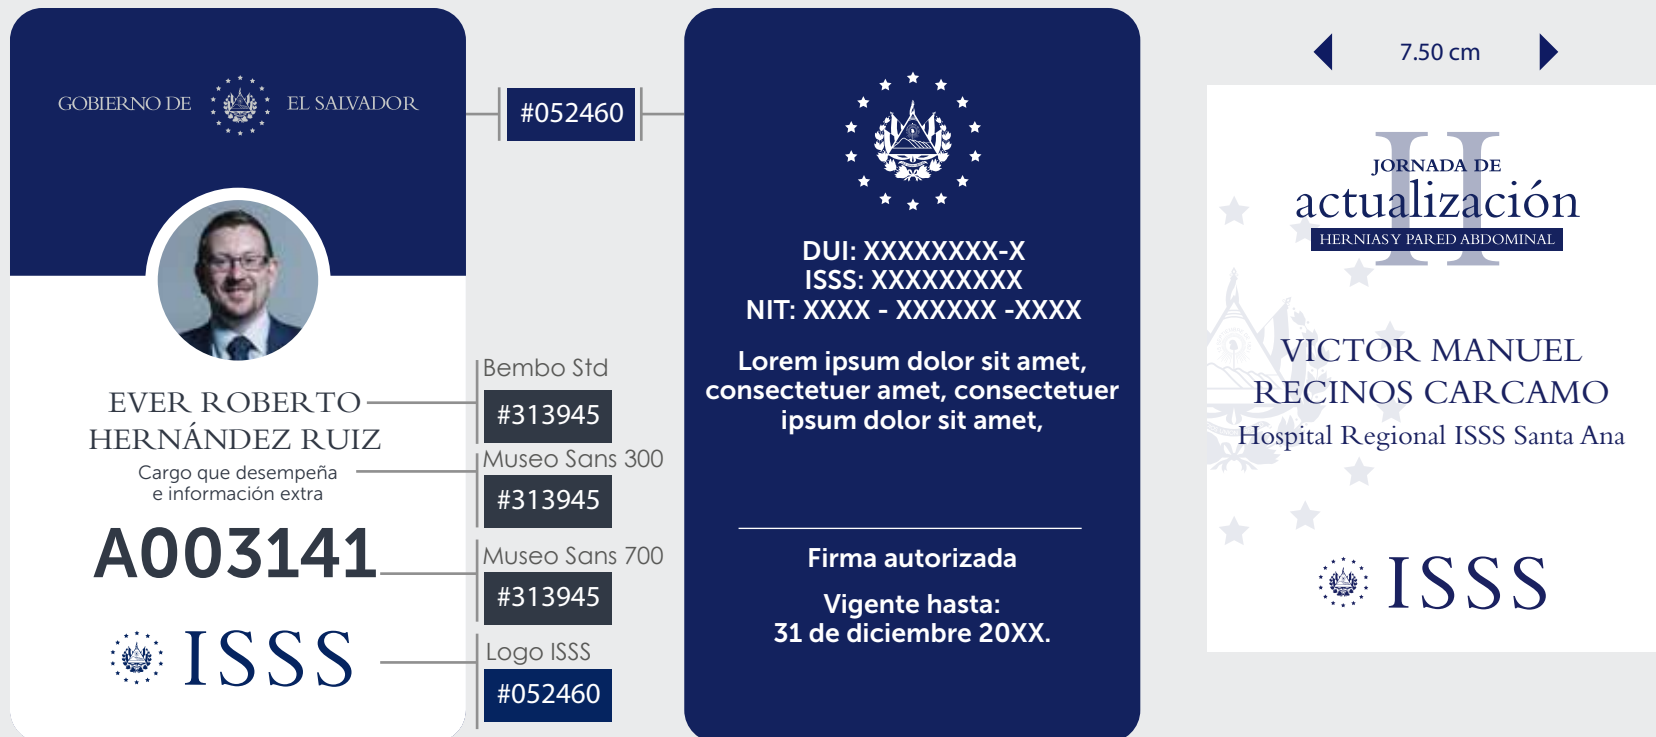 GOBIERNO DE EL SALVADOR
EVER ROBERTO
HERNÁNDEZ RUIZ
Cargo que desempeña
e información extra
A003141
ISSS
#052460
Bembo Std
#313945
Museo Sans 300
#313945
Museo Sans 700
#313945
Logo ISSS
#052460
DUI: XXXXXXXX-X
ISSS: XXXXXXXXX
NIT: XXXX - XXXXXX -XXXX
Lorem ipsum dolor sit amet,
consectetuer amet, consectetuer
ipsum dolor sit amet,
Firma autorizada
Vigente hasta:
31 de diciembre 20XX.
7.50 cm
II
JORNADA DE
actualización
HERNIAS Y PARED ABDOMINAL
VICTOR MANUEL
RECINOS CARCAMO
Hospital Regional ISSS Santa Ana
ISSS